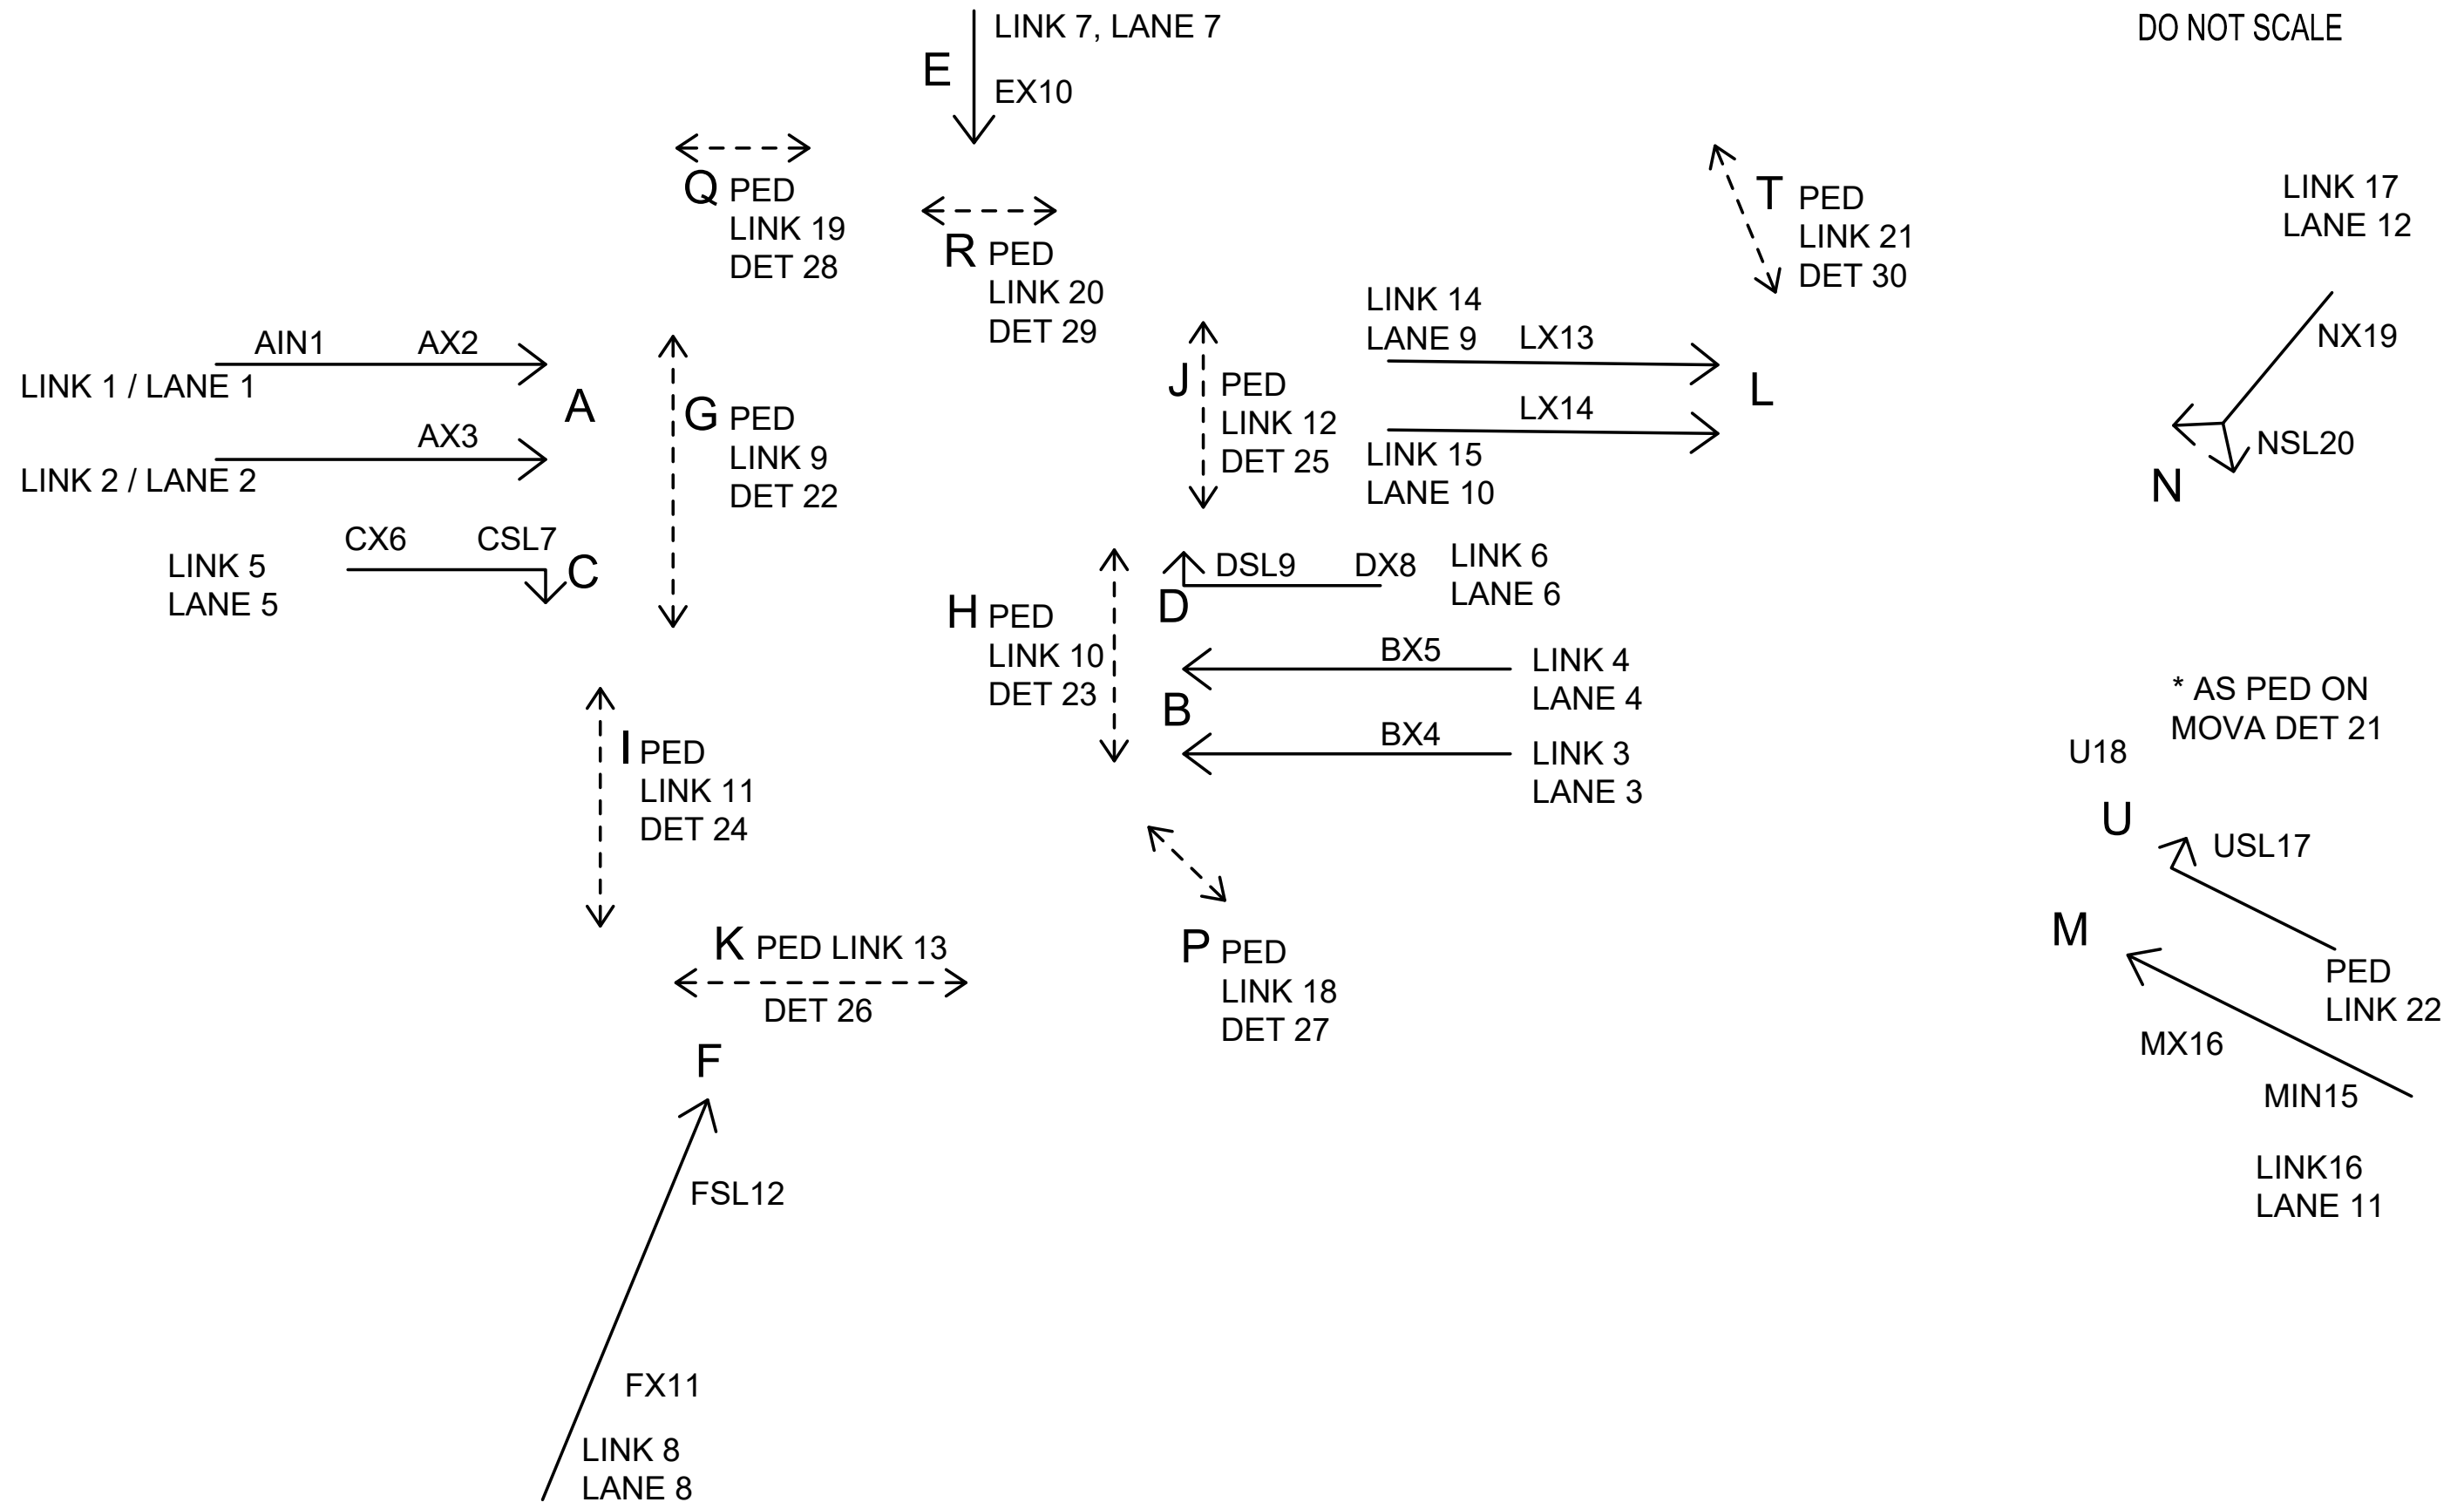 LINK 7, LANE 7
DO NOT SCALE
E
EX10
Q PED
LINK 19
DET 28
R PED
LINK 20
DET 29
T PED
LINK 21
DET 30
LINK 17
LANE 12
NX19
NSL20
N
AIN1 AX2
LINK 1 / LANE 1
A
AX3
LINK 2 / LANE 2
G PED
LINK 9
DET 22
J PED
LINK 12
DET 25
LINK 14
LANE 9
LX13
L
LX14
LINK 15
LANE 10
CX6 CSL7
C
LINK 5
LANE 5
DSL9 DX8
LINK 6
LANE 6
D
H PED
LINK 10
DET 23
BX5
LINK 4
LANE 4
B
BX4
LINK 3
LANE 3
* AS PED ON
MOVA DET 21
U18
U
USL17
M
PED
LINK 22
MX16
MIN15
LINK16
LANE 11
I PED
LINK 11
DET 24
K PED LINK 13
DET 26
P PED
LINK 18
DET 27
F
FSL12
FX11
LINK 8
LANE 8